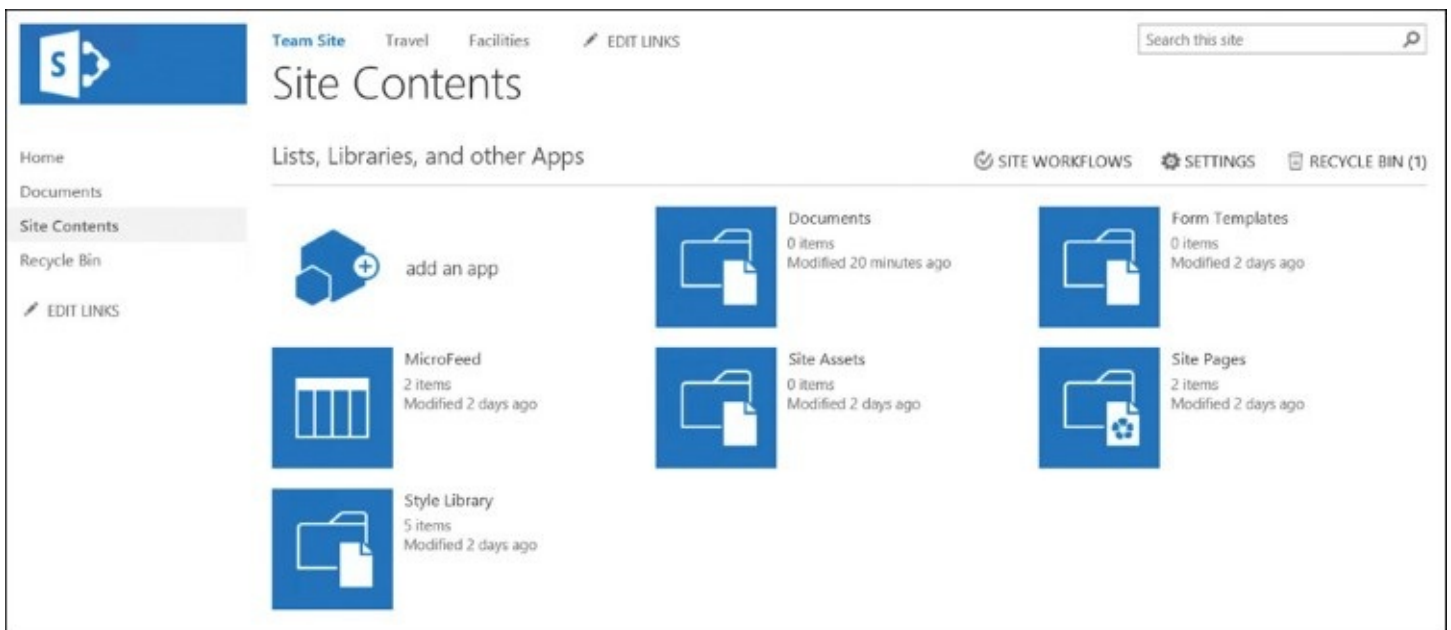 S
Team Site Travel Facilities EDIT LINKS
Search this site
Site Contents
Home
Documents
Site Contents
Recycle Bin
EDIT LINKS
Lists, Libraries, and other Apps
SITE WORKFLOWS SETTINGS RECYCLE BIN (1)
add an app
Documents
0 items
Modified 20 minutes ago
Form Templates
0 items
Modified 2 days ago
MicroFeed
2 items
Modified 2 days ago
Site Assets
0 items
Modified 2 days ago
Site Pages
2 items
Modified 2 days ago
Style Library
5 items
Modified 2 days ago